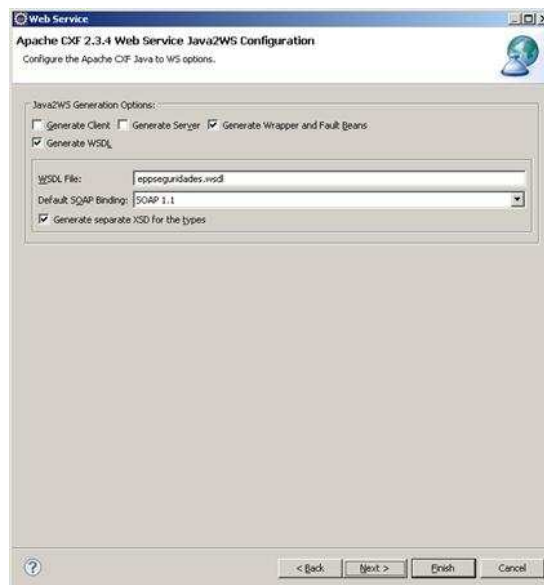 Web Service
Apache CXF 2.3.4 Web Service Java2WS Configuration
Configure the Apache CXF Java to WS options.
Java2WS Generation Options:
Generate Client Generate Server Generate Wrapper and Fault Beans
Generate WSDL
WSDL File: eppseguridades.wsdl
Default SOAP Binding: SOAP 1.1
Generate separate XSD for the types
? < Back Next > Finish Cancel